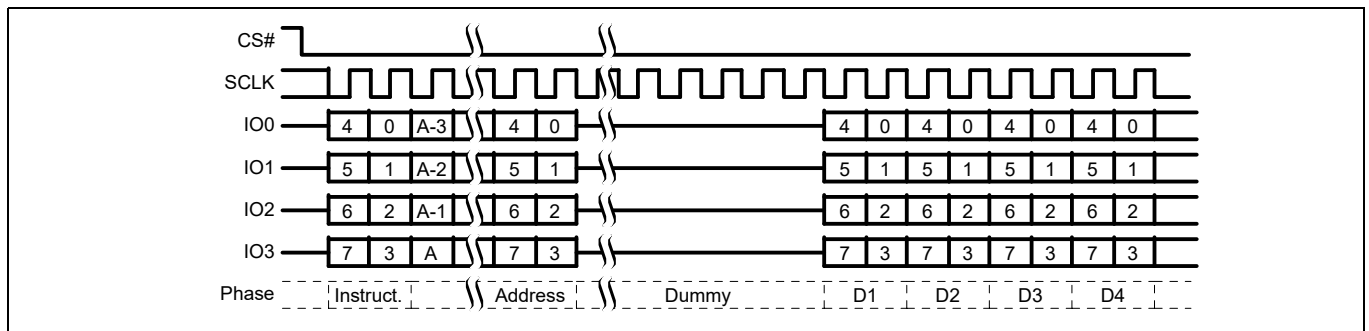 CS#
SCLK
IO0 4 0 A-3 4 0 4 0 4 0 4 0 4 0
IO1 5 1 A-2 5 1 5 1 5 1 5 1 5 1
IO2 6 2 A-1 6 2 6 2 6 2 6 2 6 2
IO3 7 3 A 7 3 7 3 7 3 7 3 7 3
Phase Instruct. Address Dummy D1 D2 D3 D4